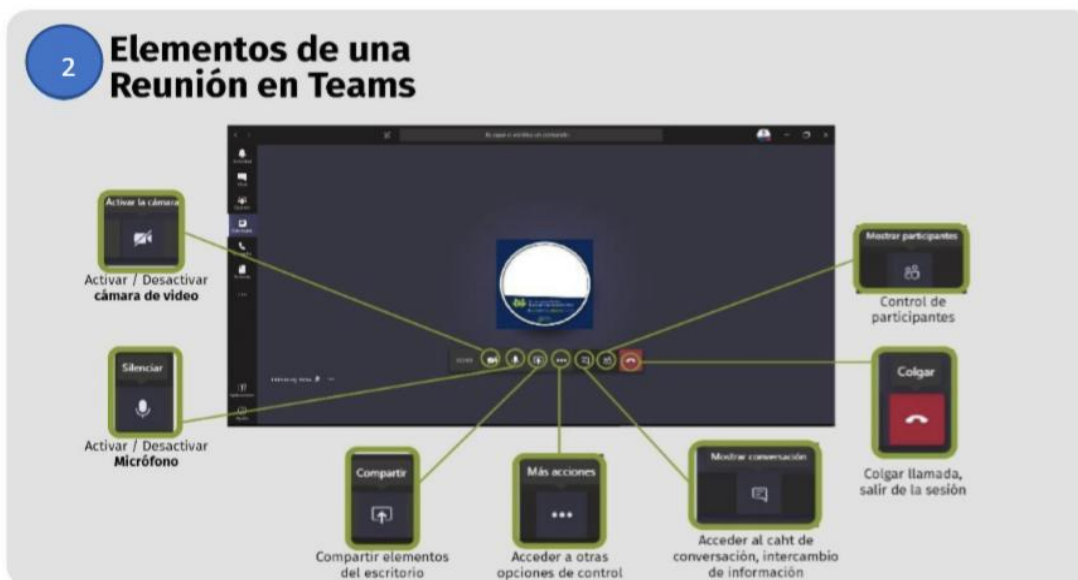 2
Elementos de una
Reunión en Teams
Activar la cámara
Activar / Desactivar
cámara de video
Silenciar
Activar / Desactivar
Micrófono
Compartir
Compartir elementos
del escritorio
Más acciones
Acceder a otras
opciones de control
Mostrar conversación
Acceder al caht de
conversación, intercambio
de información
Mostrar participantes
Control de
participantes
Colgar
Colgar llamada,
salir de la sesión